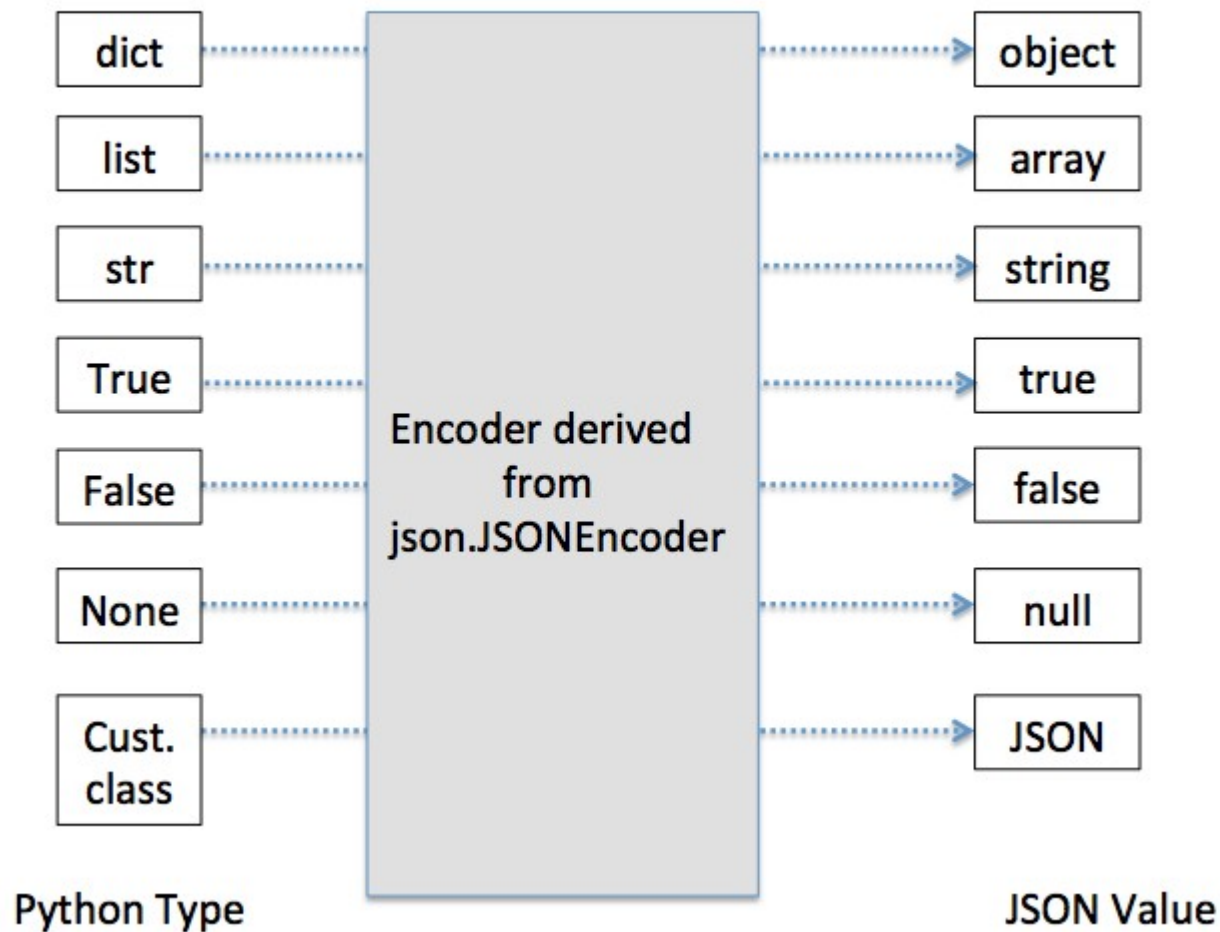 dict
object
list
array
str
string
True
true
Encoder derived
from
json.JSONEncoder
False
false
None
null
Cust.
class
JSON
Python Type
JSON Value